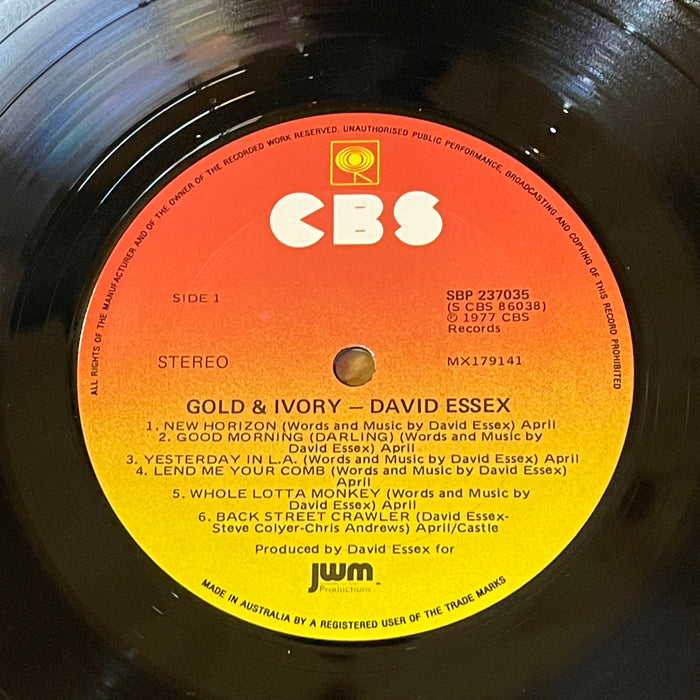 ALL RIGHTS OF THE MANUFACTURER AND OF THE OWNER OF THE RECORDED WORK RESERVED. UNAUTHORISED PUBLIC PERFORMANCE, BROADCASTING AND COPYING OF THIS RECORD PROHIBITED
CBS
SIDE 1
SBP 237035
(S CBS 86038)
℗ 1977 CBS
Records
STEREO
MX179141
GOLD & IVORY – DAVID ESSEX
1. NEW HORIZON (Words and Music by David Essex) April
2. GOOD MORNING (DARLING) (Words and Music by
David Essex) April
3. YESTERDAY IN L.A. (Words and Music by David Essex) April
4. LEND ME YOUR COMB (Words and Music by David Essex)
April
5. WHOLE LOTTA MONKEY (Words and Music by
David Essex) April
6. BACK STREET CRAWLER (David Essex-
Steve Colyer-Chris Andrews) April/Castle
Produced by David Essex for
jwm
Productions
MADE IN AUSTRALIA BY A REGISTERED USER OF THE TRADE MARKS